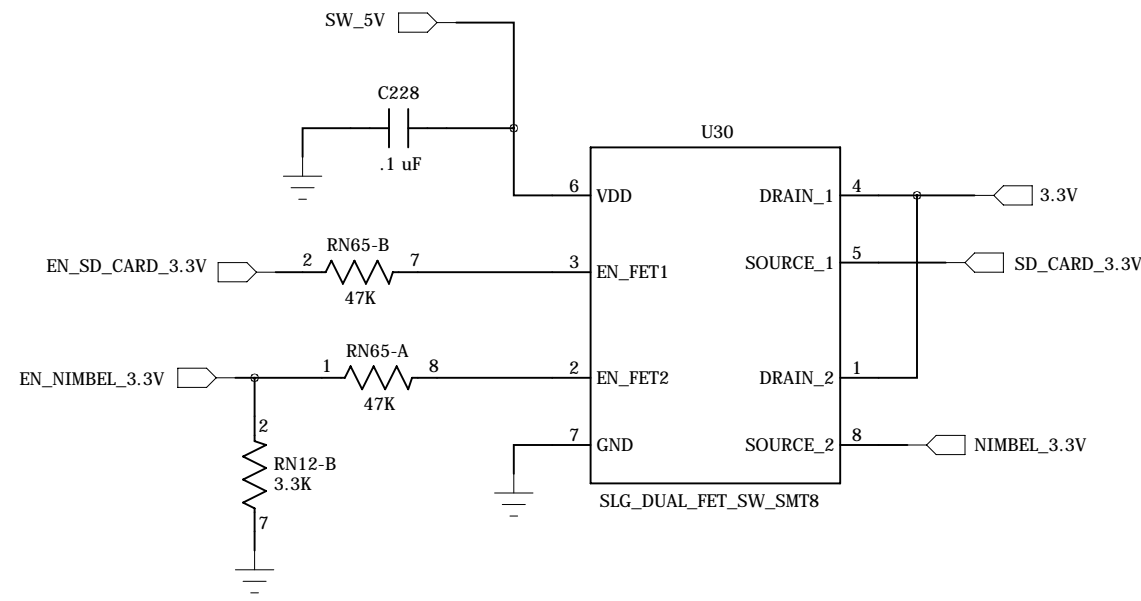 SW_5V
C228
.1 uF
U30
6 VDD
DRAIN_1 4
3.3V
EN_SD_CARD_3.3V
2 RN65-B 7
47K
3 EN_FET1
SOURCE_1 5
SD_CARD_3.3V
EN_NIMBEL_3.3V
1 RN65-A 8
47K
2 EN_FET2
DRAIN_2 1
2
RN12-B
3.3K
7
7 GND
SOURCE_2 8
NIMBEL_3.3V
SLG_DUAL_FET_SW_SMT8